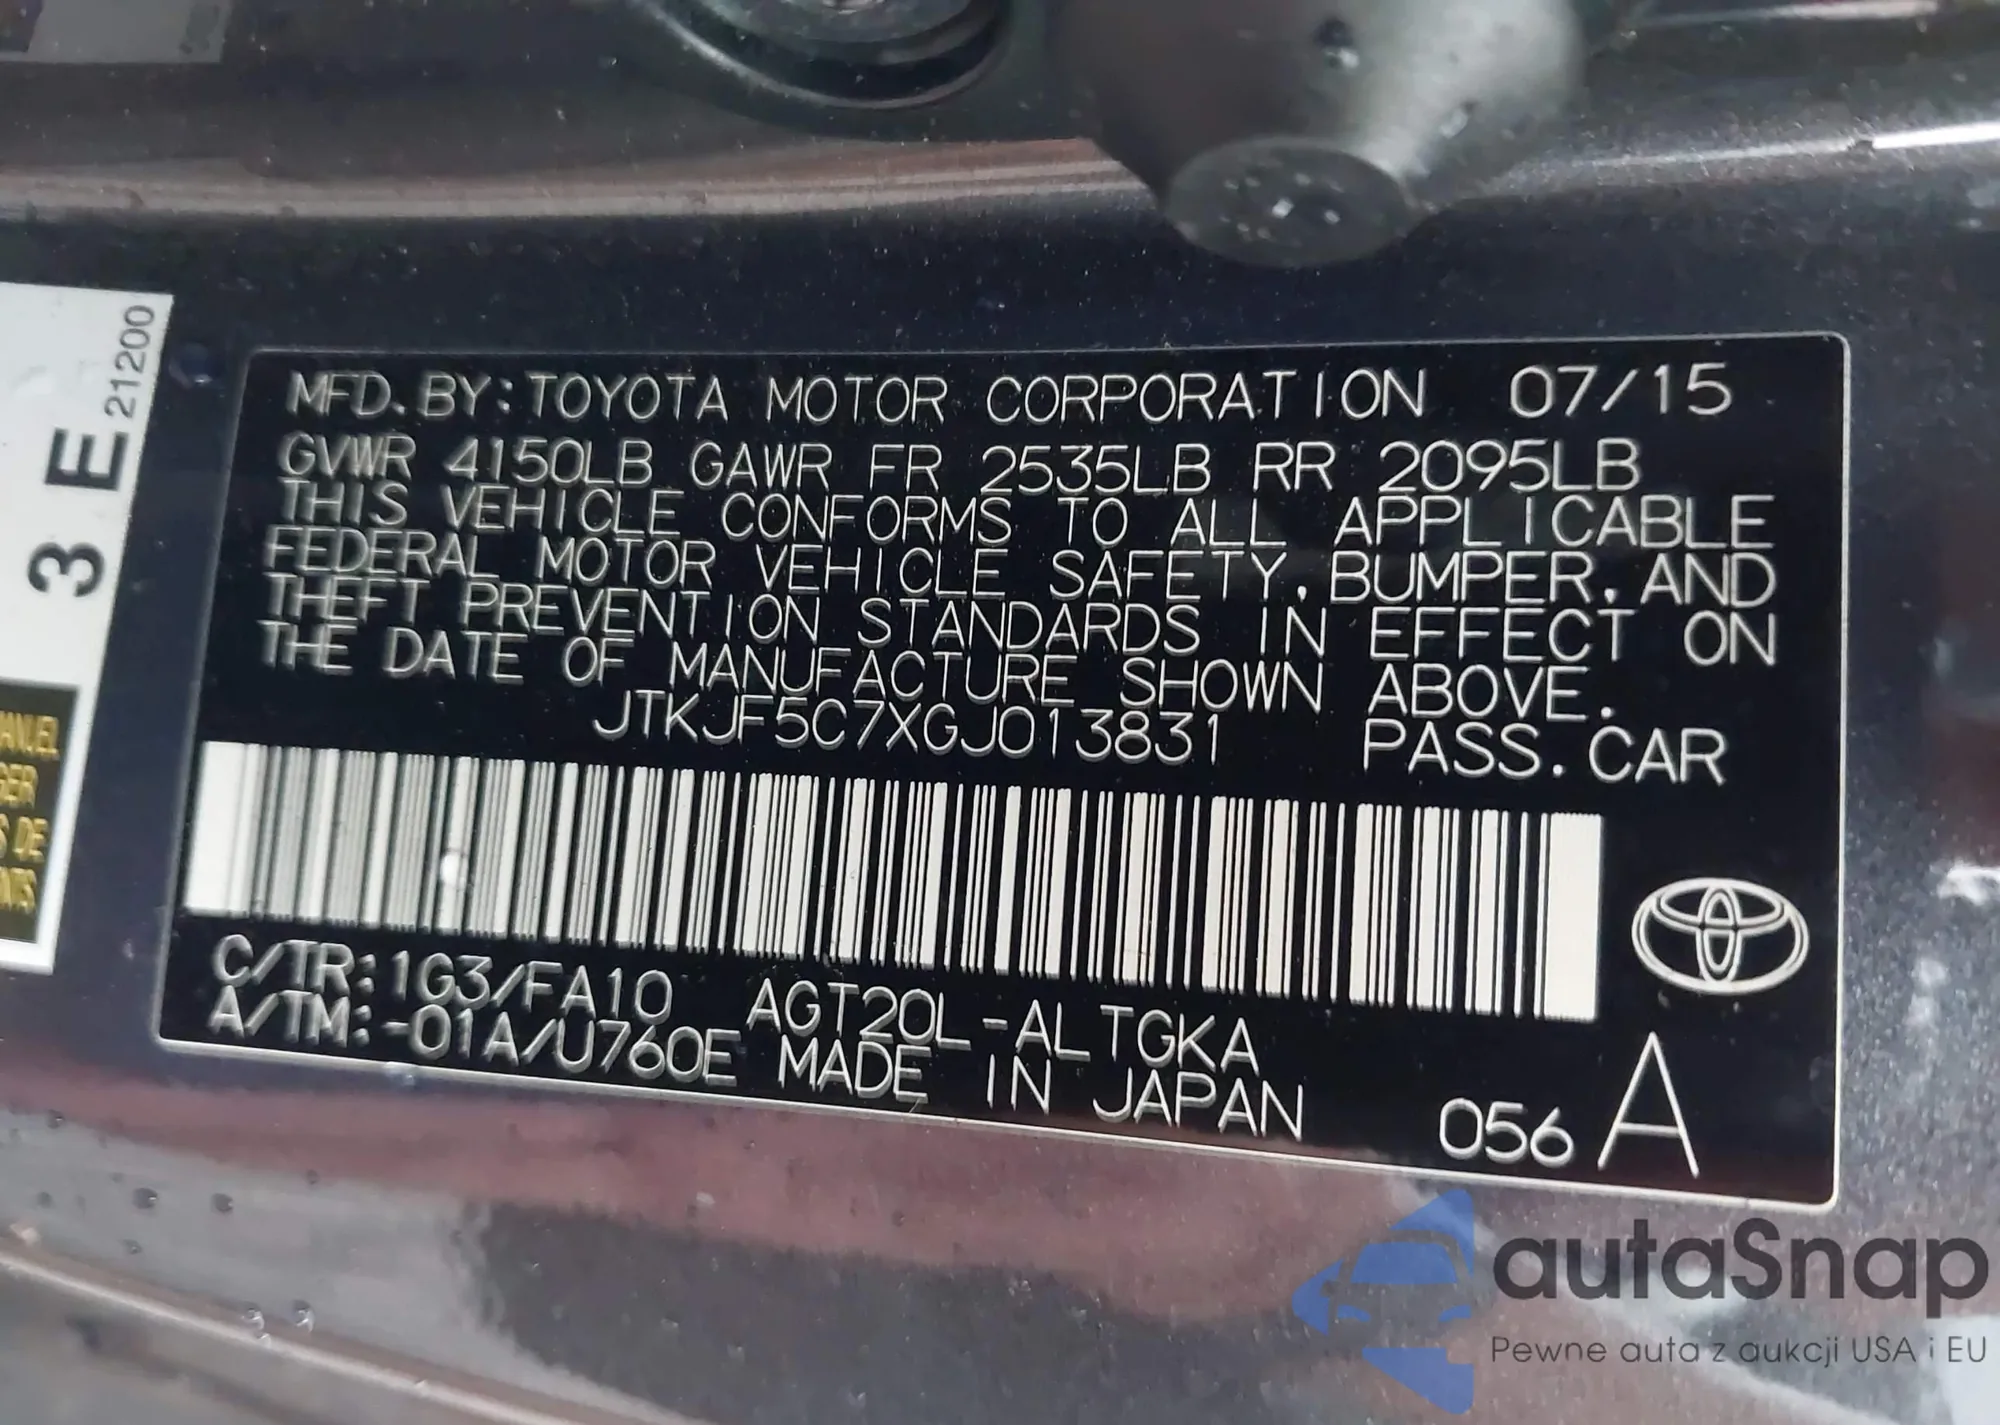 3 E 21200
ANUEL
GER
S DE
MFD. BY: TOYOTA MOTOR CORPORATION 07/15
GVWR 4150LB GAWR FR 2535LB RR 2095LB
THIS VEHICLE CONFORMS TO ALL APPLICABLE
FEDERAL MOTOR VEHICLE SAFETY, BUMPER, AND
THEFT PREVENTION STANDARDS IN EFFECT ON
THE DATE OF MANUFACTURE SHOWN ABOVE.
JTKJF5C7XGJ013831 PASS. CAR
C/TR: 1G3/FA10 AGT20L-ALTGKA
A/TM: -01A/U760E MADE IN JAPAN
056 A
autaSnap
Pewne auta z aukcji USA i EU